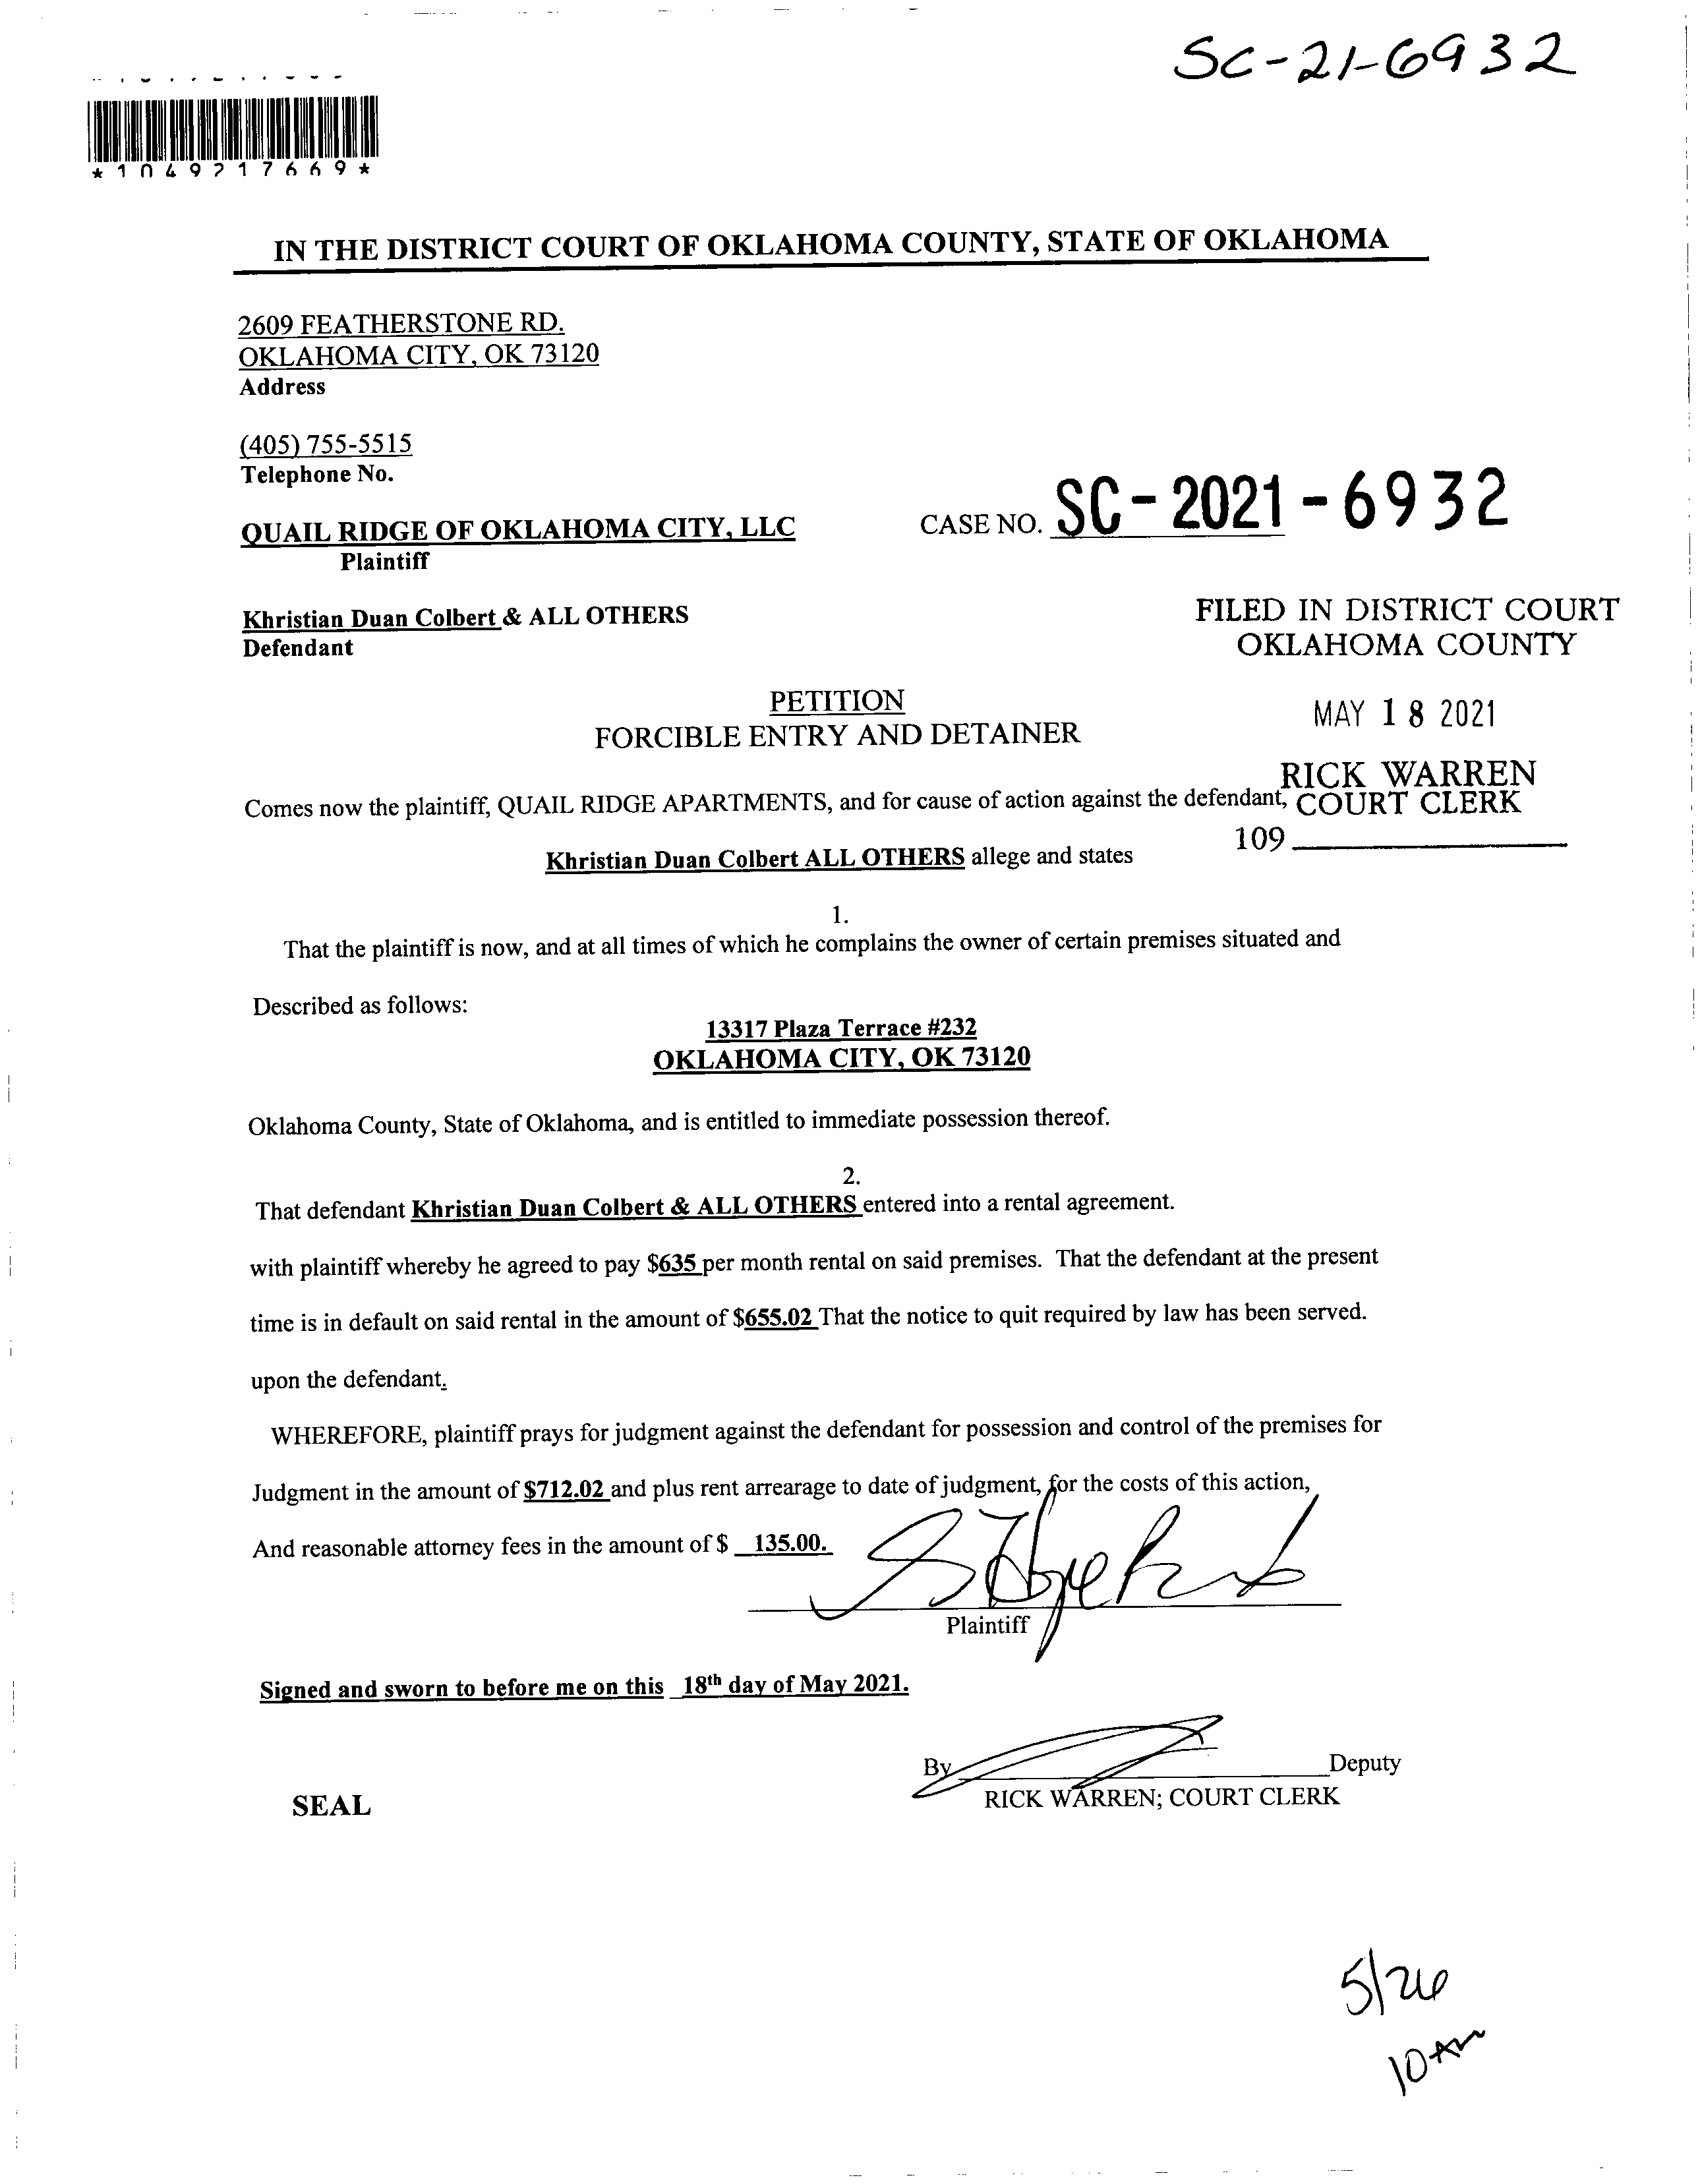 SC-21-6932
*1049217669*
IN THE DISTRICT COURT OF OKLAHOMA COUNTY, STATE OF OKLAHOMA
2609 FEATHERSTONE RD.
OKLAHOMA CITY, OK 73120
Address
(405) 755-5515
Telephone No.
QUAIL RIDGE OF OKLAHOMA CITY, LLC
Plaintiff
CASE NO. SC-2021-6932
Khristian Duan Colbert & ALL OTHERS
Defendant
FILED IN DISTRICT COURT
OKLAHOMA COUNTY
MAY 18 2021
RICK WARREN
COURT CLERK
109
PETITION
FORCIBLE ENTRY AND DETAINER
Comes now the plaintiff, QUAIL RIDGE APARTMENTS, and for cause of action against the defendant,
Khristian Duan Colbert ALL OTHERS allege and states
1.
That the plaintiff is now, and at all times of which he complains the owner of certain premises situated and
Described as follows:
13317 Plaza Terrace #232
OKLAHOMA CITY, OK 73120
Oklahoma County, State of Oklahoma, and is entitled to immediate possession thereof.
2.
That defendant Khristian Duan Colbert & ALL OTHERS entered into a rental agreement.
with plaintiff whereby he agreed to pay $635 per month rental on said premises. That the defendant at the present
time is in default on said rental in the amount of $655.02 That the notice to quit required by law has been served.
upon the defendant.
WHEREFORE, plaintiff prays for judgment against the defendant for possession and control of the premises for
Judgment in the amount of $712.02 and plus rent arrearage to date of judgment, for the costs of this action,
And reasonable attorney fees in the amount of $ 135.00.
Plaintiff
Signed and sworn to before me on this 18th day of May 2021.
By Deputy
RICK WARREN; COURT CLERK
SEAL
5/26
10 AM